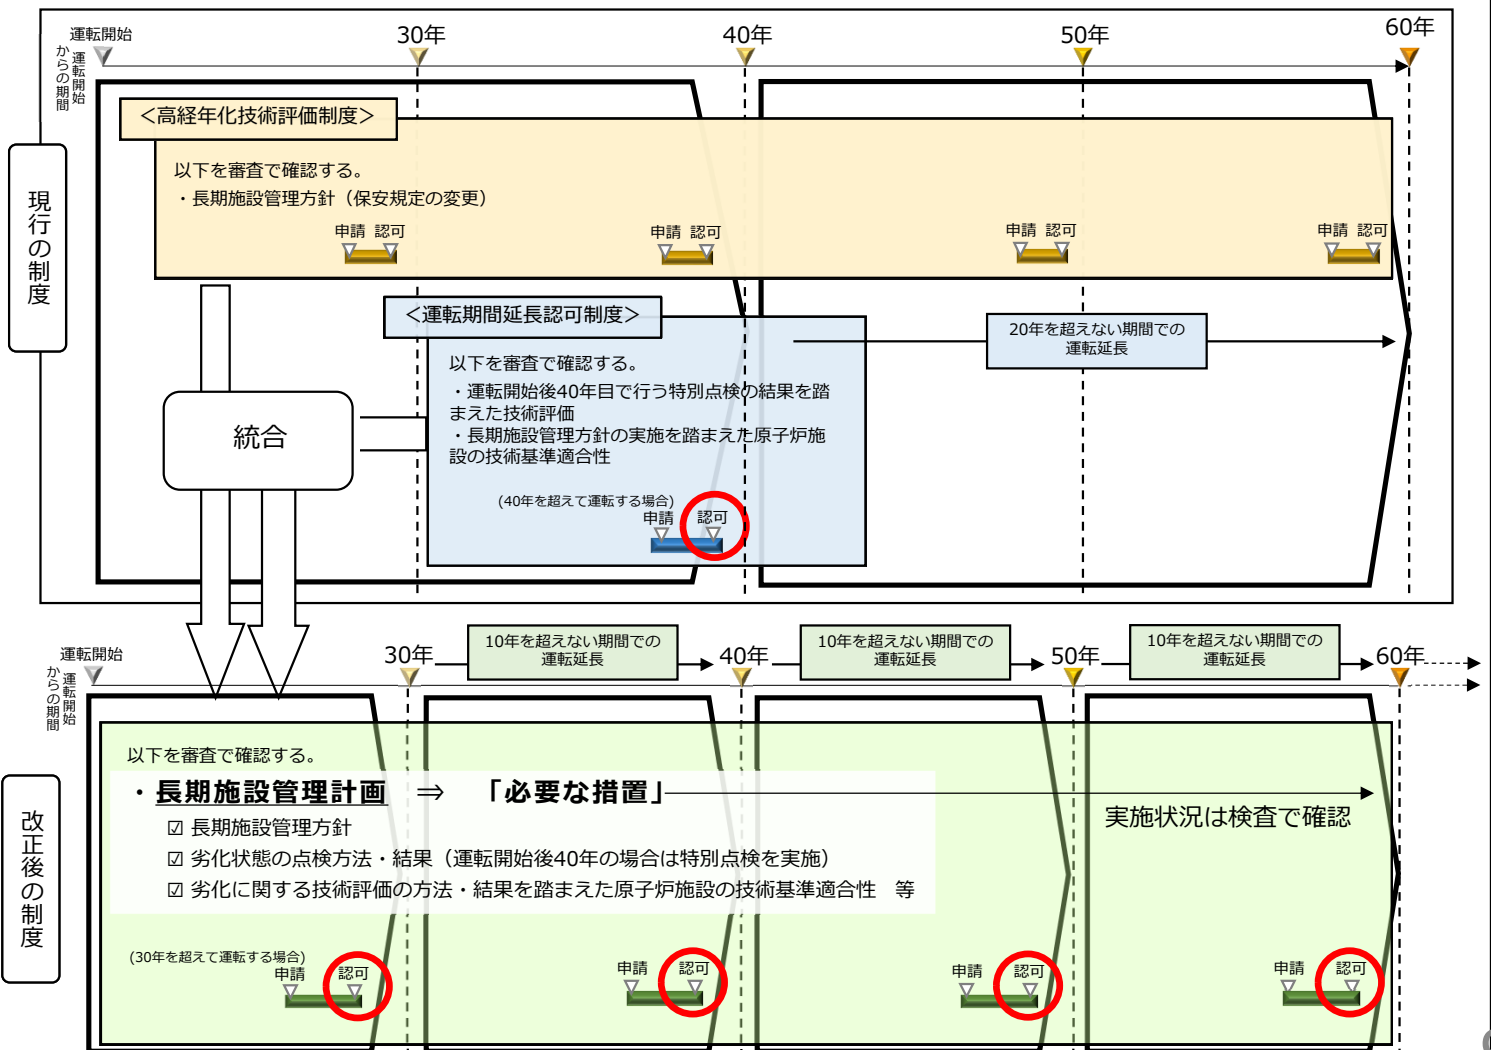 運転開始
30年
40年
50年
60年
運転開始
からの期間
現行の制度
＜高経年化技術評価制度＞
以下を審査で確認する。
・長期施設管理方針（保安規定の変更）
申請 認可
申請 認可
申請 認可
申請 認可
＜運転期間延長認可制度＞
以下を審査で確認する。
・運転開始後40年目で行う特別点検の結果を踏
まえた技術評価
・長期施設管理方針の実施を踏まえた原子炉施
設の技術基準適合性
(40年を超えて運転する場合)
申請 認可
20年を超えない期間での
運転延長
統合
運転開始
30年
10年を超えない期間での
運転延長
40年
10年を超えない期間での
運転延長
50年
10年を超えない期間での
運転延長
60年
運転開始
からの期間
改正後の制度
以下を審査で確認する。
・長期施設管理計画 ⇒ 「必要な措置」
実施状況は検査で確認
☑ 長期施設管理方針
☑ 劣化状態の点検方法・結果（運転開始後40年の場合は特別点検を実施）
☑ 劣化に関する技術評価の方法・結果を踏まえた原子炉施設の技術基準適合性　等
(30年を超えて運転する場合)
申請 認可
申請 認可
申請 認可
申請 認可